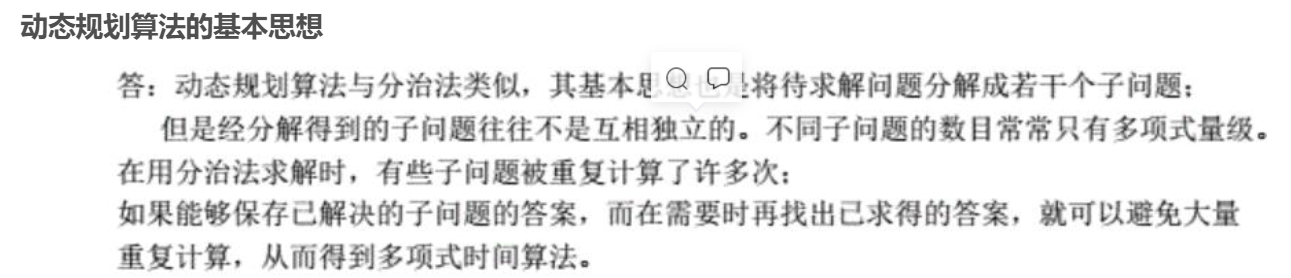 动态规划算法的基本思想
答：动态规划算法与分治法类似，其基本思想也是将待求解问题分解成若干个子问题；
但是经分解得到的子问题往往不是互相独立的。不同子问题的数目常常只有多项式量级。
在用分治法求解时，有些子问题被重复计算了许多次；
如果能够保存已解决的子问题的答案，而在需要时再找出已求得的答案，就可以避免大量
重复计算，从而得到多项式时间算法。